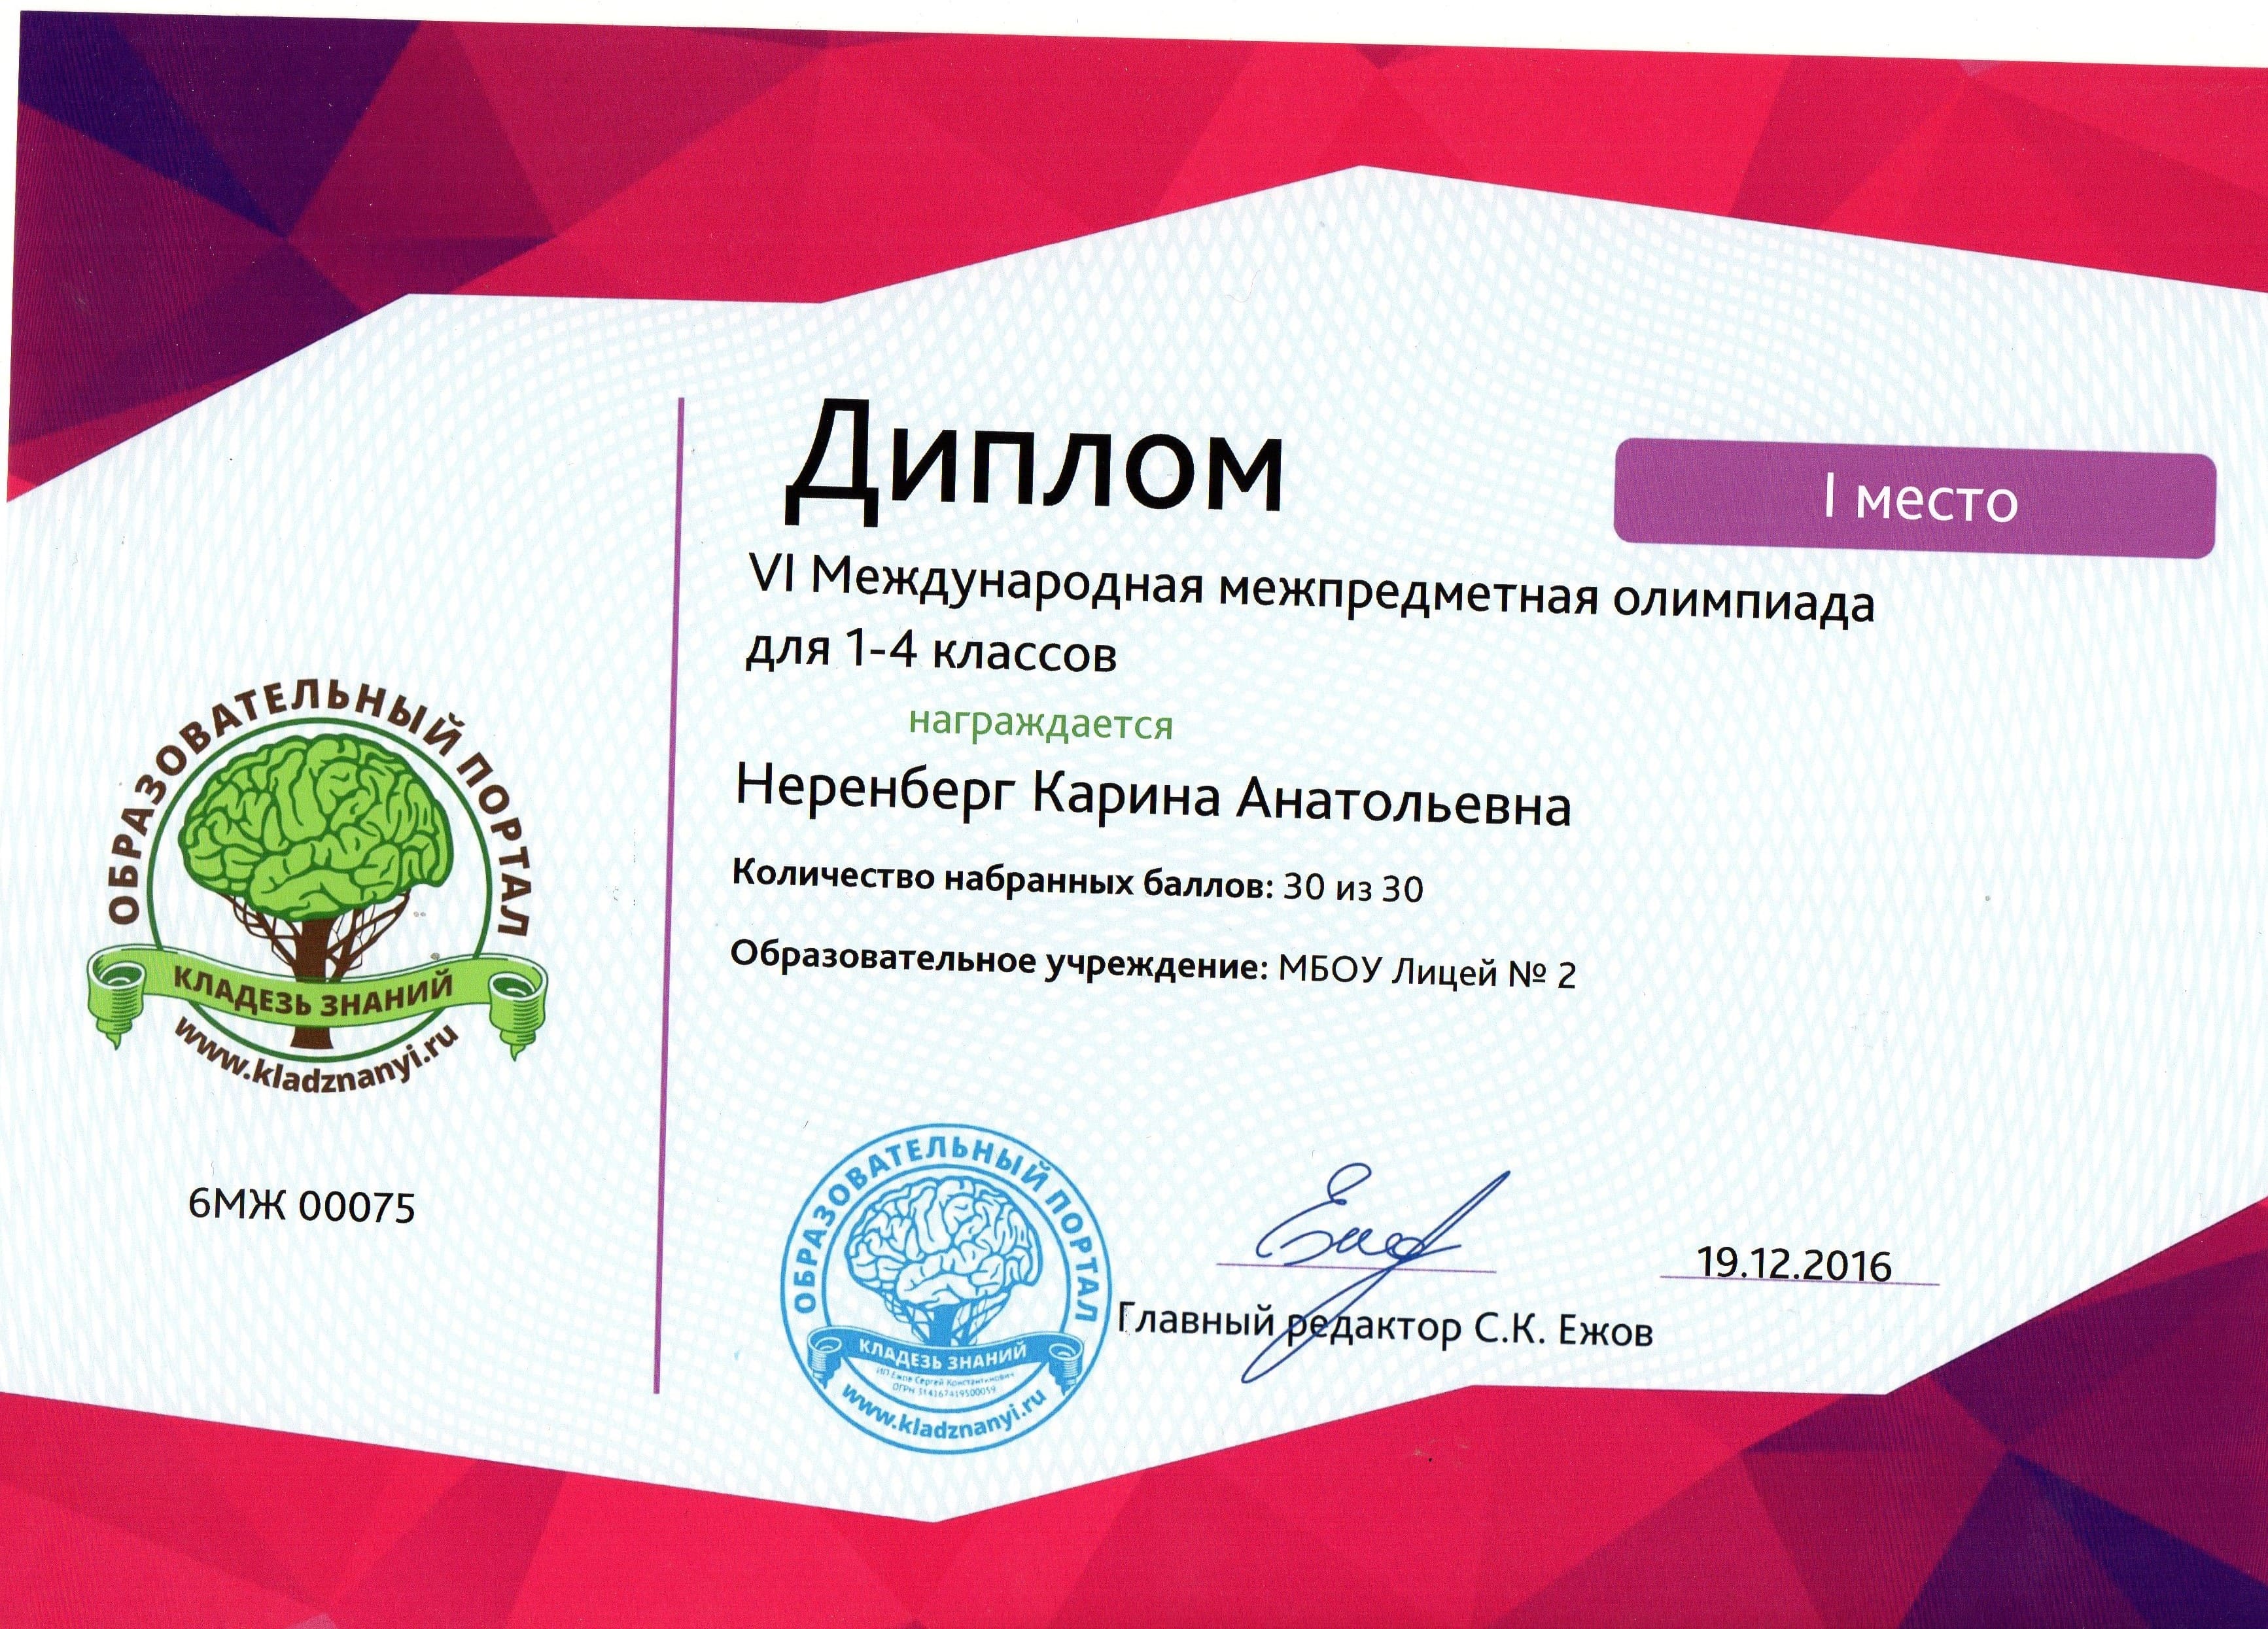 Диплом
I место
VI Международная межпредметная олимпиада
для 1-4 классов
награждается
Неренберг Карина Анатольевна
Количество набранных баллов: 30 из 30
Образовательное учреждение: МБОУ Лицей № 2
ОБРАЗОВАТЕЛЬНЫЙ ПОРТАЛ
КЛАДЕЗЬ ЗНАНИЙ
www.kladznanyi.ru
6МЖ 00075
ОБРАЗОВАТЕЛЬНЫЙ ПОРТАЛ
КЛАДЕЗЬ ЗНАНИЙ
ИП Ежов Сергей Константинович
ОГРН 314167419500059
www.kladznanyi.ru
19.12.2016
Главный редактор С.К. Ежов